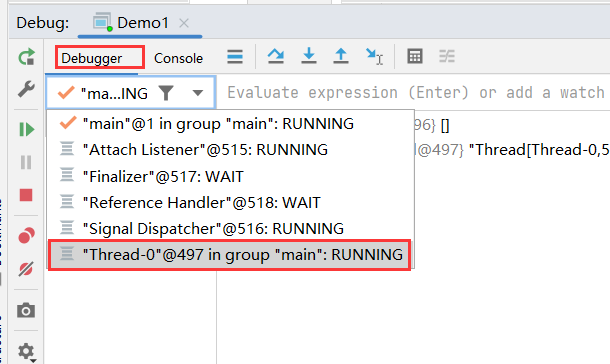 Debug: Demo1
Debugger Console
"ma...ING Evaluate expression (Enter) or add a watch
"main"@1 in group "main": RUNNING 96} []
"Attach Listener"@515: RUNNING @497} "Thread[Thread-0,5
"Finalizer"@517: WAIT
"Reference Handler"@518: WAIT
"Signal Dispatcher"@516: RUNNING
"Thread-0"@497 in group "main": RUNNING